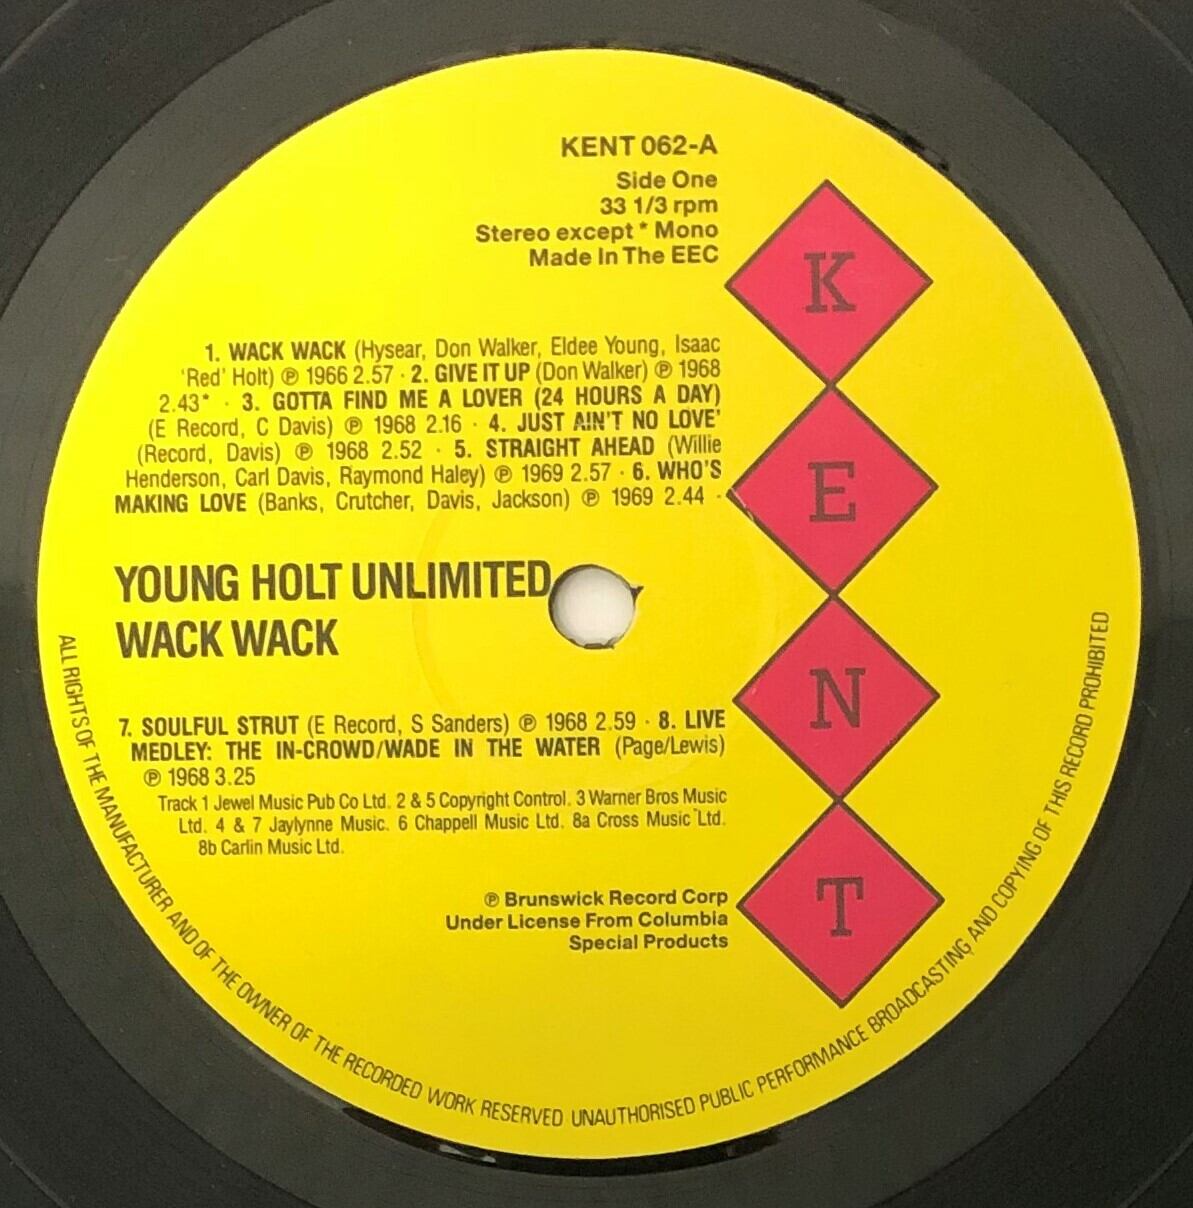 KENT 062-A
Side One
33 1/3 rpm
Stereo except * Mono
Made In The EEC
K
E
N
T
1. WACK WACK (Hysear, Don Walker, Eldee Young, Isaac
'Red' Holt) ℗ 1966 2.57 · 2. GIVE IT UP (Don Walker) ℗ 1968
2.43* · 3. GOTTA FIND ME A LOVER (24 HOURS A DAY)
(E Record, C Davis) ℗ 1968 2.16 · 4. JUST AIN'T NO LOVE'
(Record, Davis) ℗ 1968 2.52 · 5. STRAIGHT AHEAD (Willie
Henderson, Carl Davis, Raymond Haley) ℗ 1969 2.57 · 6. WHO'S
MAKING LOVE (Banks, Crutcher, Davis, Jackson) ℗ 1969 2.44 ·
YOUNG HOLT UNLIMITED
WACK WACK
7. SOULFUL STRUT (E Record, S Sanders) ℗ 1968 2.59 · 8. LIVE
MEDLEY: THE IN-CROWD/WADE IN THE WATER (Page/Lewis)
℗ 1968 3.25
Track 1 Jewel Music Pub Co Ltd. 2 & 5 Copyright Control. 3 Warner Bros Music
Ltd. 4 & 7 Jaylynne Music. 6 Chappell Music Ltd. 8a Cross Music Ltd.
8b Carlin Music Ltd.
℗ Brunswick Record Corp
Under License From Columbia
Special Products
ALL RIGHTS OF THE MANUFACTURER AND OF THE OWNER OF THE RECORDED WORK RESERVED UNAUTHORISED PUBLIC PERFORMANCE BROADCASTING AND COPYING OF THIS RECORD PROHIBITED